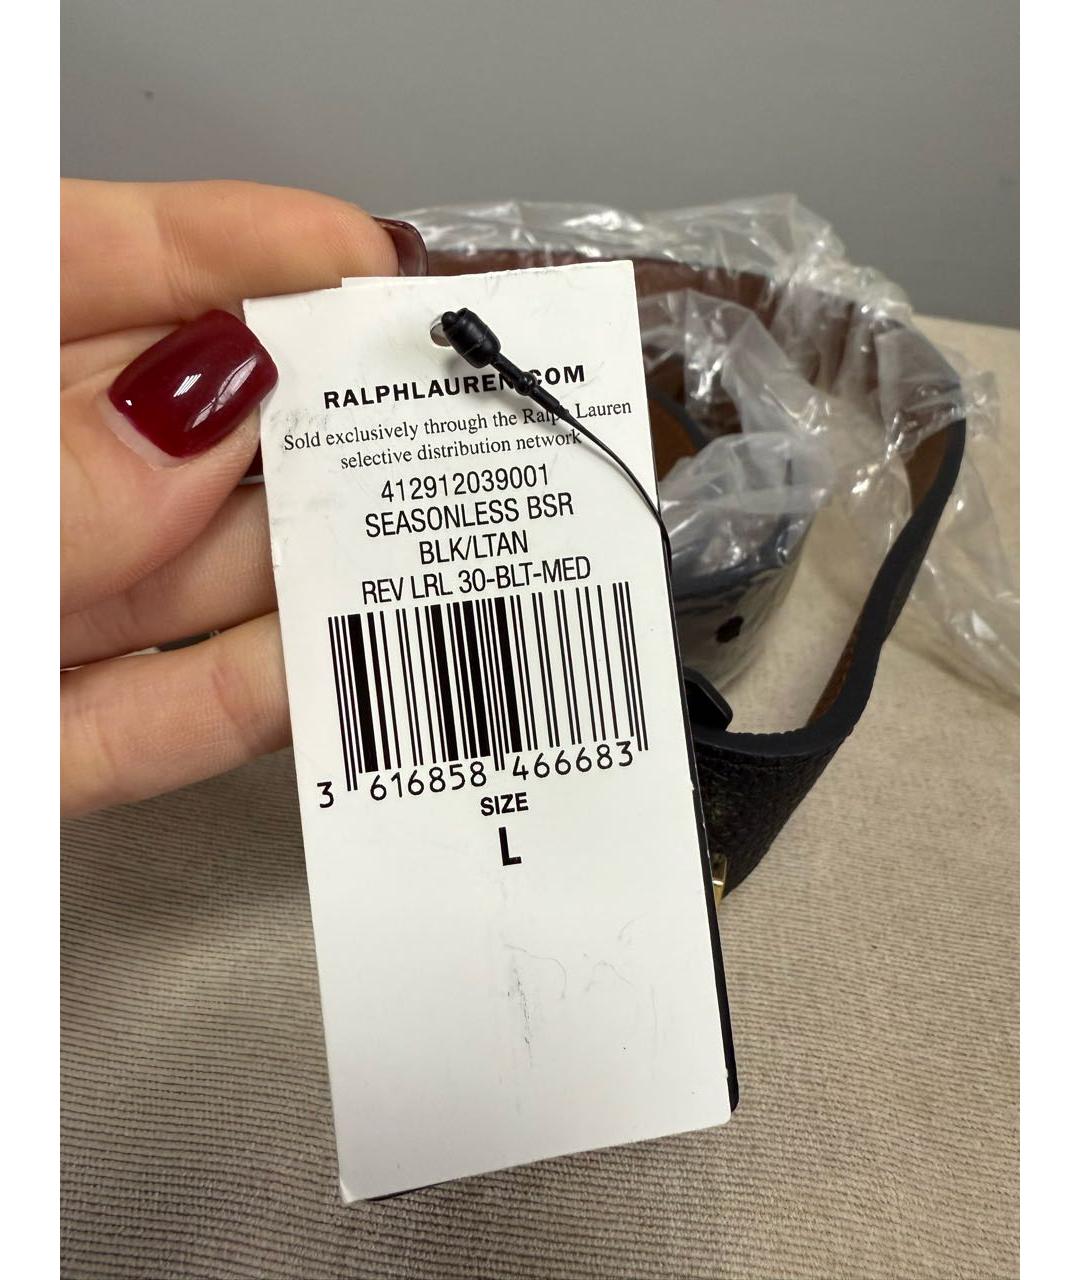 RALPHLAUREN.COM
Sold exclusively through the Ralph Lauren
selective distribution network
412912039001
SEASONLESS BSR
BLK/LTAN
REV LRL 30-BLT-MED
3 616858 466683
SIZE
L